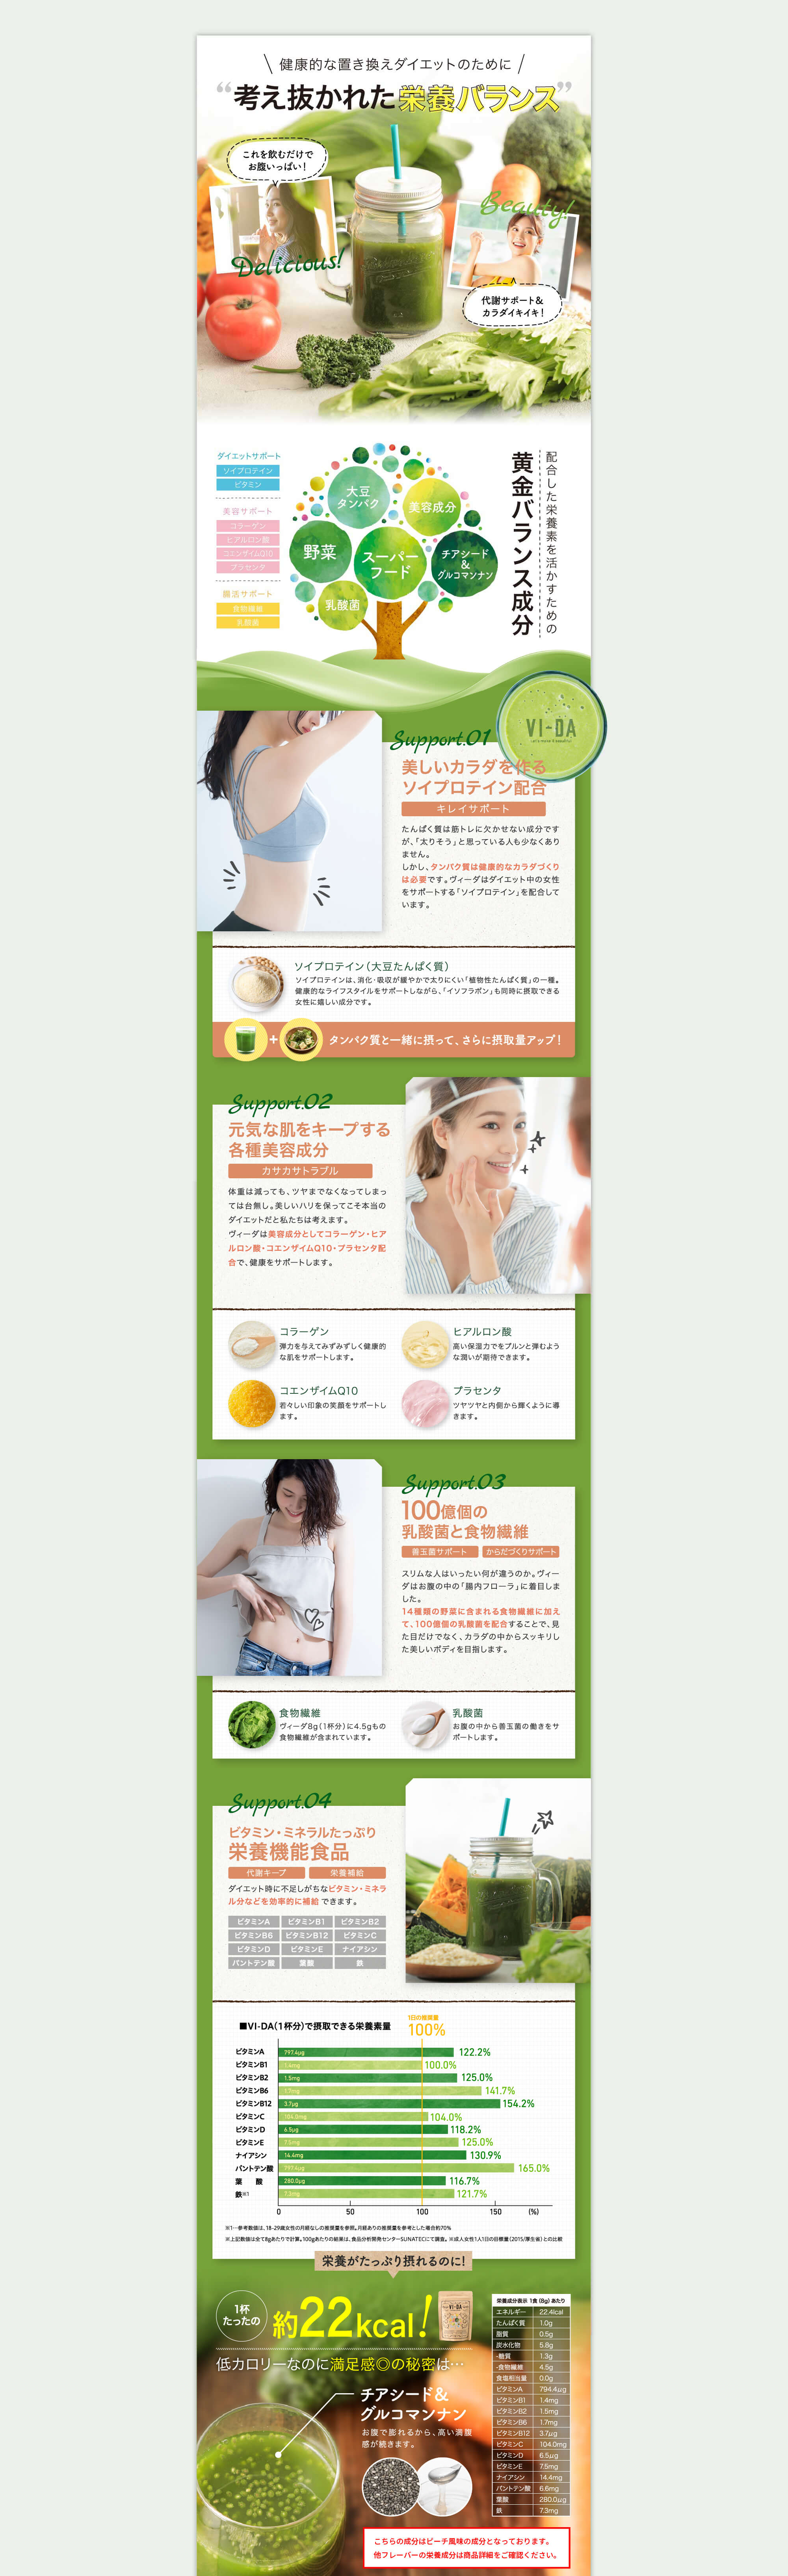 健康的な置き換えダイエットのために
“考え抜かれた栄養バランス”
これを飲むだけで
お腹いっぱい！
Delicious!
Beauty!
代謝サポート＆
カラダイキイキ！
ダイエットサポート
ソイプロテイン
ビタミン
美容サポート
コラーゲン
ヒアルロン酸
コエンザイムQ10
プラセンタ
腸活サポート
食物繊維
乳酸菌
大豆
タンパク
美容成分
野菜
スーパー
フード
チアシード
＆
グルコマンナン
乳酸菌
配合した栄養素を活かすための
黄金バランス成分
VI-DA
Support.01
美しいカラダを作る
ソイプロテイン配合
キレイサポート
たんぱく質は筋トレに欠かせない成分です
が、「太りそう」と思っている人も少なくあり
ません。
しかし、タンパク質は健康的なカラダづくり
は必要です。ヴィーダはダイエット中の女性
をサポートする「ソイプロテイン」を配合して
います。
ソイプロテイン（大豆たんぱく質）
ソイプロテインは、消化・吸収が緩やかで太りにくい「植物性たんぱく質」の一種。
健康的なライフスタイルをサポートしながら、「イソフラボン」も同時に摂取できる
女性に嬉しい成分です。
+
タンパク質と一緒に摂って、さらに摂取量アップ！
Support.02
元気な肌をキープする
各種美容成分
カサカサトラブル
体重は減っても、ツヤまでなくなってしまっ
ては台無し。美しいハリを保ってこそ本当の
ダイエットだと私たちは考えます。
ヴィーダは美容成分としてコラーゲン・ヒア
ルロン酸・コエンザイムQ10・プラセンタ配
合で、健康をサポートします。
コラーゲン
弾力を与えてみずみずしく健康的
な肌をサポートします。
ヒアルロン酸
高い保湿力でをプルンと弾むよう
な潤いが期待できます。
コエンザイムQ10
若々しい印象の笑顔をサポートし
ます。
プラセンタ
ツヤツヤと内側から輝くように導
きます。
Support.03
100億個の
乳酸菌と食物繊維
善玉菌サポート
からだづくりサポート
スリムな人はいったい何が違うのか。ヴィー
ダはお腹の中の「腸内フローラ」に着目しま
した。
14種類の野菜に含まれる食物繊維に加え
て、100億個の乳酸菌を配合することで、見
た目だけでなく、カラダの中からスッキリし
た美しいボディを目指します。
食物繊維
ヴィーダ8g（1杯分）に4.5gもの
食物繊維が含まれています。
乳酸菌
お腹の中から善玉菌の働きをサ
ポートします。
Support.04
ビタミン・ミネラルたっぷり
栄養機能食品
代謝キープ
栄養補給
ダイエット時に不足しがちなビタミン・ミネラ
ル分などを効率的に補給できます。
ビタミンA ビタミンB1 ビタミンB2
ビタミンB6 ビタミンB12 ビタミンC
ビタミンD ビタミンE ナイアシン
パントテン酸 葉酸 鉄
■VI-DA（1杯分）で摂取できる栄養素量
1日の推奨量
100%
ビタミンA 797.4μg 122.2%
ビタミンB1 1.4mg 100.0%
ビタミンB2 1.5mg 125.0%
ビタミンB6 1.7mg 141.7%
ビタミンB12 3.7μg 154.2%
ビタミンC 104.0mg 104.0%
ビタミンD 6.5μg 118.2%
ビタミンE 7.5mg 125.0%
ナイアシン 14.4mg 130.9%
パントテン酸 797.4μg 165.0%
葉 酸 280.0μg 116.7%
鉄※1 7.3mg 121.7%
0 50 100 150 (%)
※1…参考数値は、18-29歳女性の月経なしの推奨量を参照。月経ありの推奨量を参考とした場合約70%
※上記数値は全て8gあたりで計算。100gあたりの結果は、食品分析開発センターSUNATECにて調査。 ※成人女性1人1日の目標量（2015/厚生省）との比較
栄養がたっぷり摂れるのに！
1杯
たったの
約22kcal！
VI-DA
低カロリーなのに満足感◎の秘密は…
チアシード＆
グルコマンナン
お腹で膨れるから、高い満腹
感が続きます。
栄養成分表示 1食（8g）あたり
エネルギー 22.4lcal
たんぱく質 1.0g
脂質 0.5g
炭水化物 5.8g
-糖質 1.3g
-食物繊維 4.5g
食塩相当量 0.0g
ビタミンA 794.4μg
ビタミンB1 1.4mg
ビタミンB2 1.5mg
ビタミンB6 1.7mg
ビタミンB12 3.7μg
ビタミンC 104.0mg
ビタミンD 6.5μg
ビタミンE 7.5mg
ナイアシン 14.4mg
パントテン酸 6.6mg
葉酸 280.0μg
鉄 7.3mg
こちらの成分はピーチ風味の成分となっております。
他フレーバーの栄養成分は商品詳細をご確認ください。